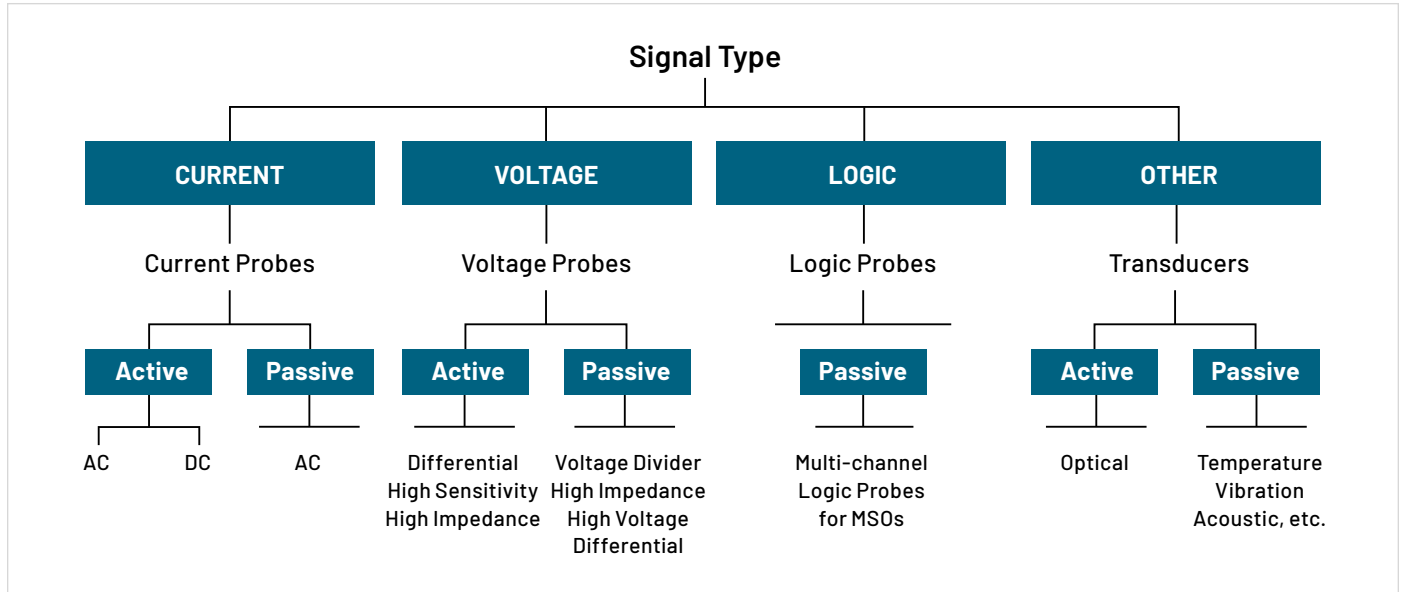 Signal Type
CURRENT
VOLTAGE
LOGIC
OTHER
Current Probes
Voltage Probes
Logic Probes
Transducers
Active
Passive
Active
Passive
Passive
Active
Passive
AC
DC
AC
Differential
High Sensitivity
High Impedance
Voltage Divider
High Impedance
High Voltage
Differential
Multi-channel
Logic Probes
for MSOs
Optical
Temperature
Vibration
Acoustic, etc.